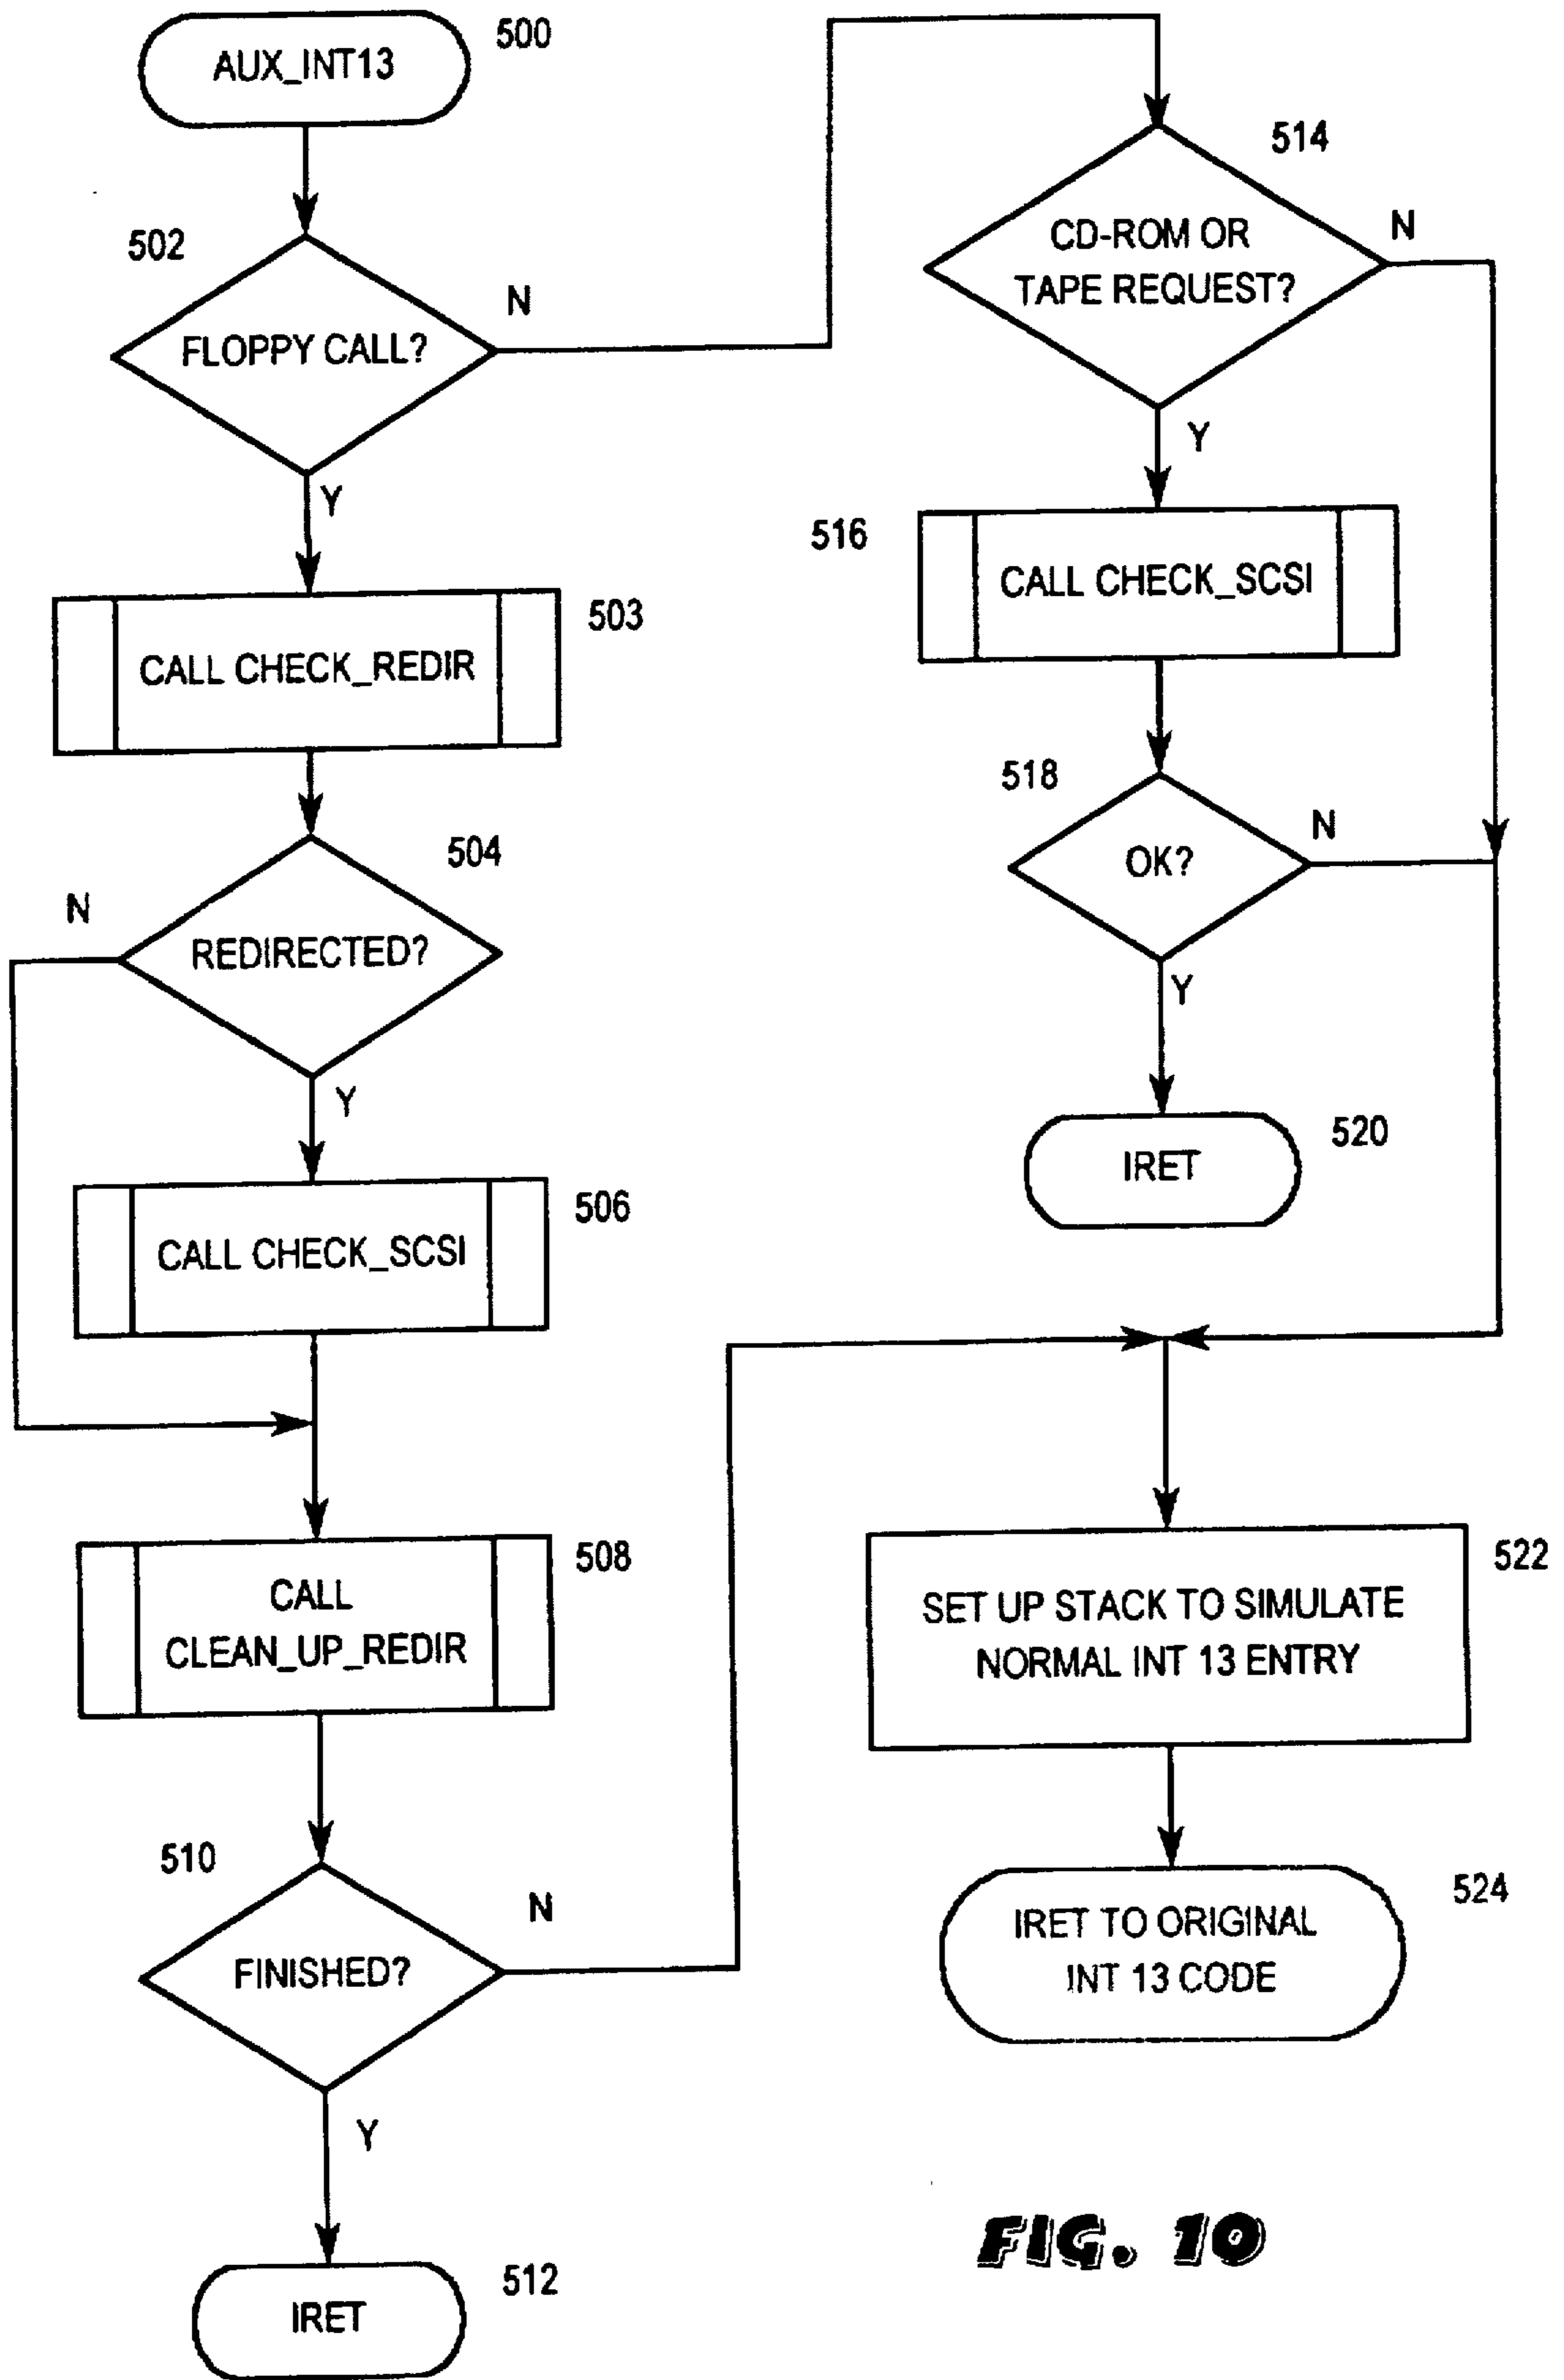 AUX_INT13
500
502
FLOPPY CALL?
N
Y
CALL CHECK_REDIR
503
504
N
REDIRECTED?
Y
CALL CHECK_SCSI
506
CALL
CLEAN_UP_REDIR
508
510
N
FINISHED?
Y
IRET
512
514
CD-ROM OR
TAPE REQUEST?
N
Y
516
CALL CHECK_SCSI
518
OK?
N
Y
IRET
520
SET UP STACK TO SIMULATE
NORMAL INT 13 ENTRY
522
IRET TO ORIGINAL
INT 13 CODE
524
FIG. 10